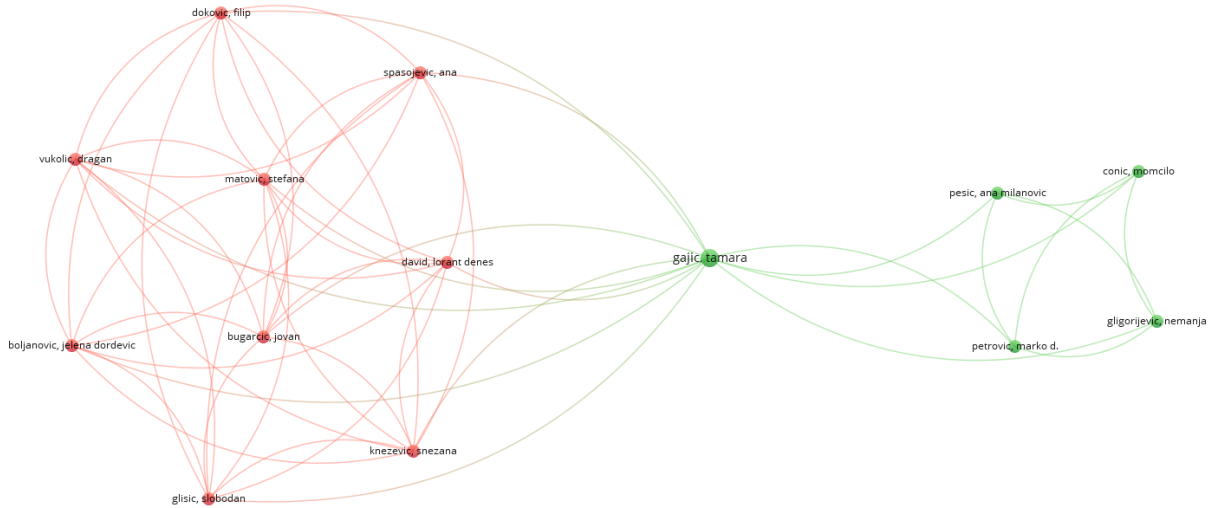 dokovic, filip
spasojevic, ana
vukolic, dragan
matovic, stefana
conic, momcilo
pesic, ana milanovic
gajic, tamara
david, lorant denes
gligorijevic, nemanja
bugarcic, jovan
boljanovic, jelena dordevic
petrovic, marko d.
knezevic, snezana
glisic, slobodan